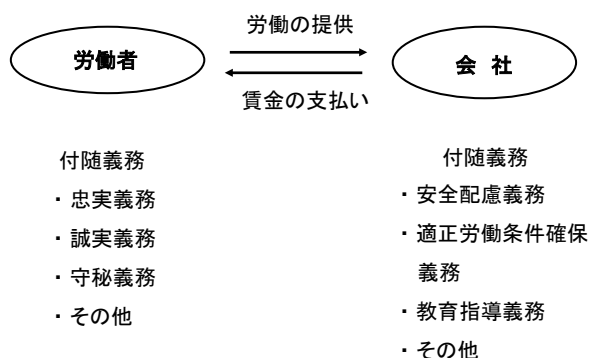 労働の提供
労働者
会 社
賃金の支払い
付随義務
・忠実義務
・誠実義務
・守秘義務
・その他
付随義務
・安全配慮義務
・適正労働条件確保
義務
・教育指導義務
・その他